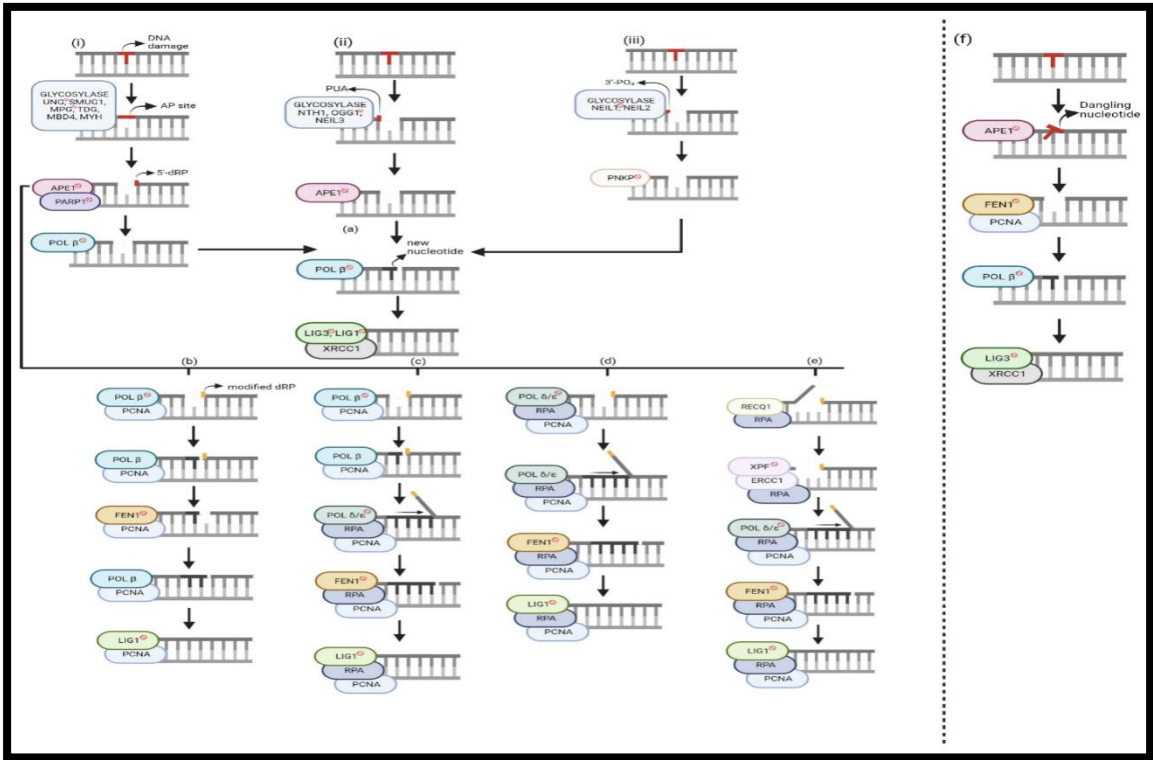 (i)
DNA
damage
GLYCOSYLASE
UNG, SMUG1,
MPG, TDG,
MBD4, MYH
AP site
5'-dRP
APE1
PARP1
POL β
(ii)
PUA
GLYCOSYLASE
NTH1, OGG1,
NEIL3
APE1
(a)
new
nucleotide
POL β
LIG3, LIG1
XRCC1
(iii)
3'-PO₄
GLYCOSYLASE
NEIL1, NEIL2
PNKP
(b)
modified dRP
POL β
PCNA
POL β
PCNA
FEN1
PCNA
POL β
PCNA
LIG1
PCNA
(c)
POL β
PCNA
POL β
PCNA
POL δ/ε
RPA
PCNA
FEN1
RPA
PCNA
LIG1
RPA
PCNA
(d)
POL δ/ε
RPA
PCNA
POL δ/ε
RPA
PCNA
FEN1
RPA
PCNA
LIG1
RPA
PCNA
(e)
RECQ1
RPA
XPF
ERCC1
RPA
POL δ/ε
RPA
PCNA
FEN1
RPA
PCNA
LIG1
RPA
PCNA
(f)
Dangling
nucleotide
APE1
FEN1
PCNA
POL β
LIG3
XRCC1